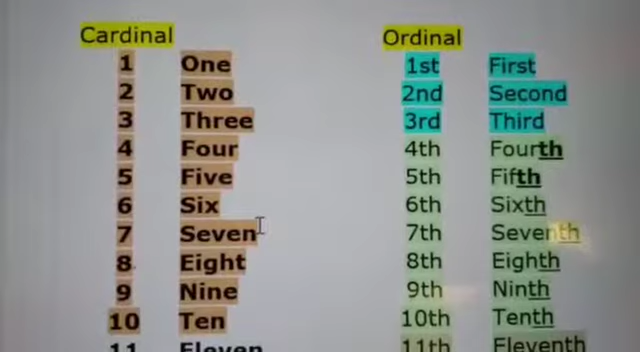 Cardinal Ordinal
1 One 1st First
2 Two 2nd Second
3 Three 3rd Third
4 Four 4th Fourth
5 Five 5th Fifth
6 Six 6th Sixth
7 Seven 7th Seventh
8 Eight 8th Eighth
9 Nine 9th Ninth
10 Ten 10th Tenth
11 Eleven 11th Eleventh